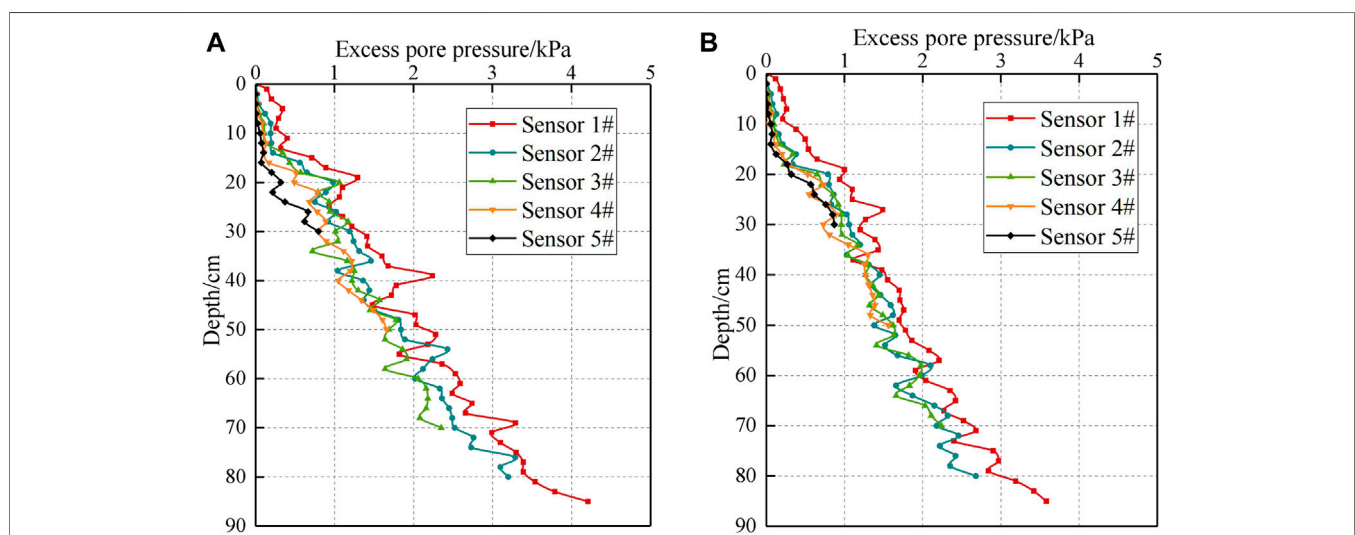 A
Excess pore pressure/kPa
0 1 2 3 4 5
0
10
20
30
40
50
60
70
80
90
Depth/cm
Sensor 1#
Sensor 2#
Sensor 3#
Sensor 4#
Sensor 5#
B
Excess pore pressure/kPa
0 1 2 3 4 5
0
10
20
30
40
50
60
70
80
90
Depth/cm
Sensor 1#
Sensor 2#
Sensor 3#
Sensor 4#
Sensor 5#